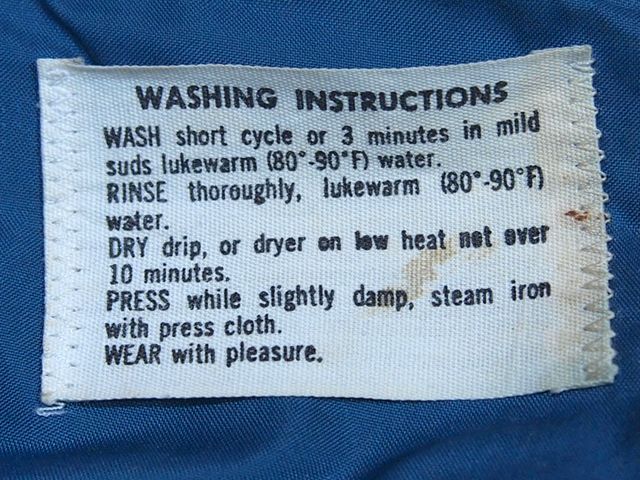 WASHING INSTRUCTIONS
WASH short cycle or 3 minutes in mild
suds lukewarm (80°-90°F) water.
RINSE thoroughly, lukewarm (80°-90°F)
water.
DRY drip, or dryer on low heat not over
10 minutes.
PRESS while slightly damp, steam iron
with press cloth.
WEAR with pleasure.